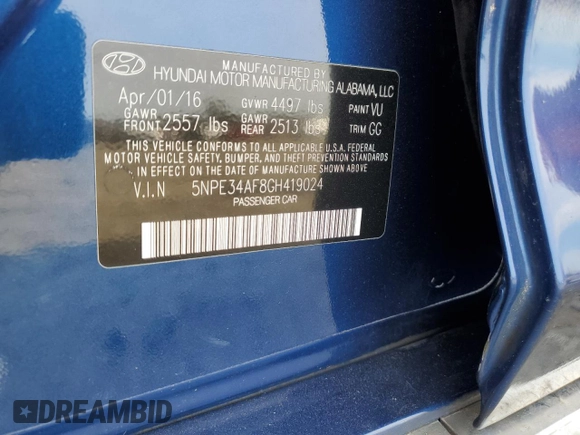 MANUFACTURED BY
HYUNDAI MOTOR MANUFACTURING ALABAMA, LLC
Apr/01/16 GVWR 4497 lbs PAINT VU
GAWR FRONT 2557 lbs GAWR REAR 2513 lbs TRIM GG
THIS VEHICLE CONFORMS TO ALL APPLICABLE U.S.A. FEDERAL
MOTOR VEHICLE SAFETY, BUMPER, AND THEFT PREVENTION STANDARDS
IN EFFECT ON THE DATE OF MANUFACTURE SHOWN ABOVE
V.I.N 5NPE34AF8GH419024
PASSENGER CAR
DREAMBID